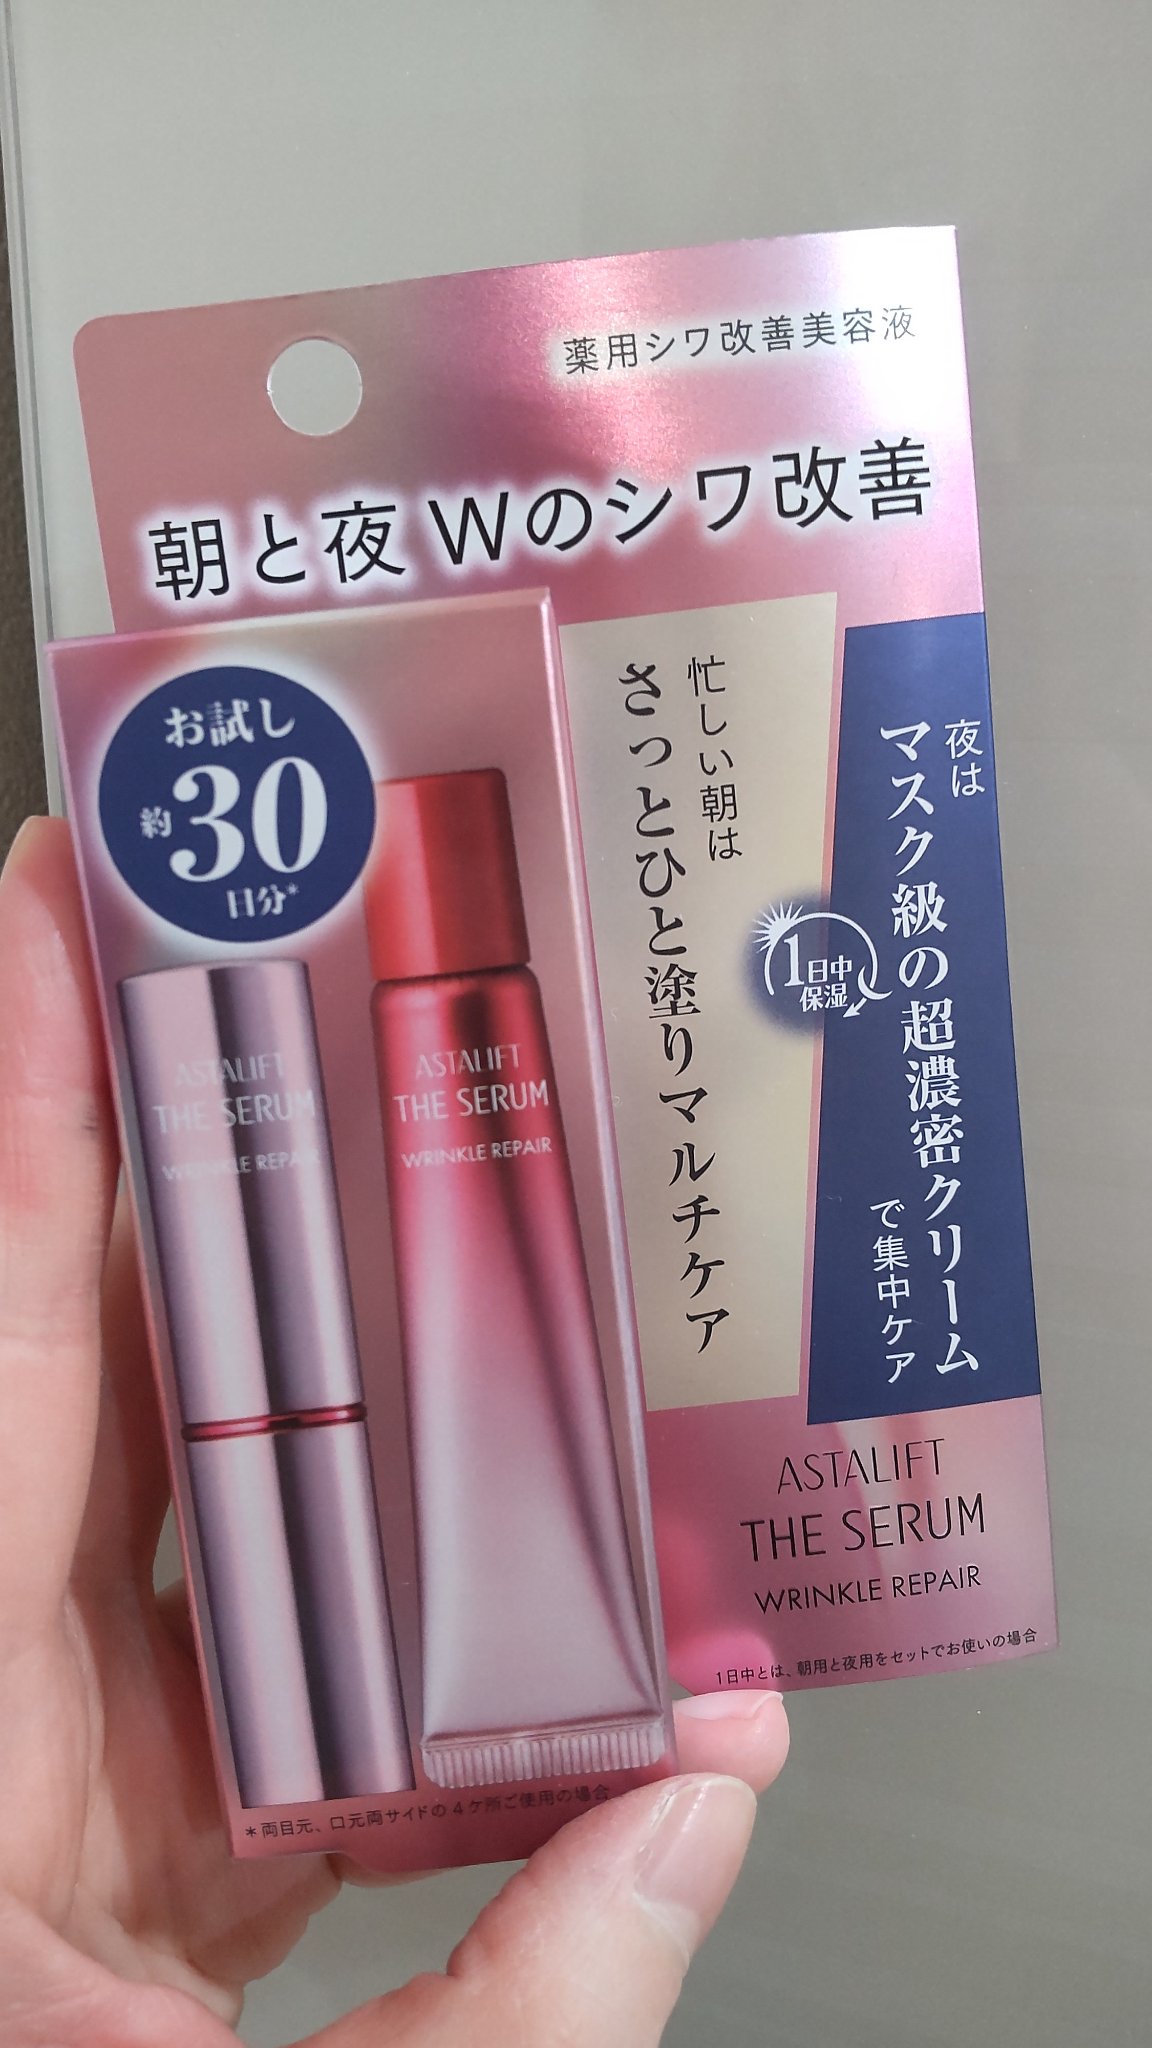 薬用シワ改善美容液
朝と夜 Wのシワ改善
お試し
約30
日分*
忙しい朝は
さっとひと塗りマルチケア
夜は
マスク級の超濃密クリーム
で集中ケア
1日中
保湿
ASTALIFT
THE SERUM
WRINKLE REPAIR
ASTALIFT
THE SERUM
WRINKLE REPAIR
ASTALIFT
THE SERUM
WRINKLE REPAIR
1日中とは、朝用と夜用をセットでお使いの場合
*両目元、口元両サイドの4ケ所ご使用の場合